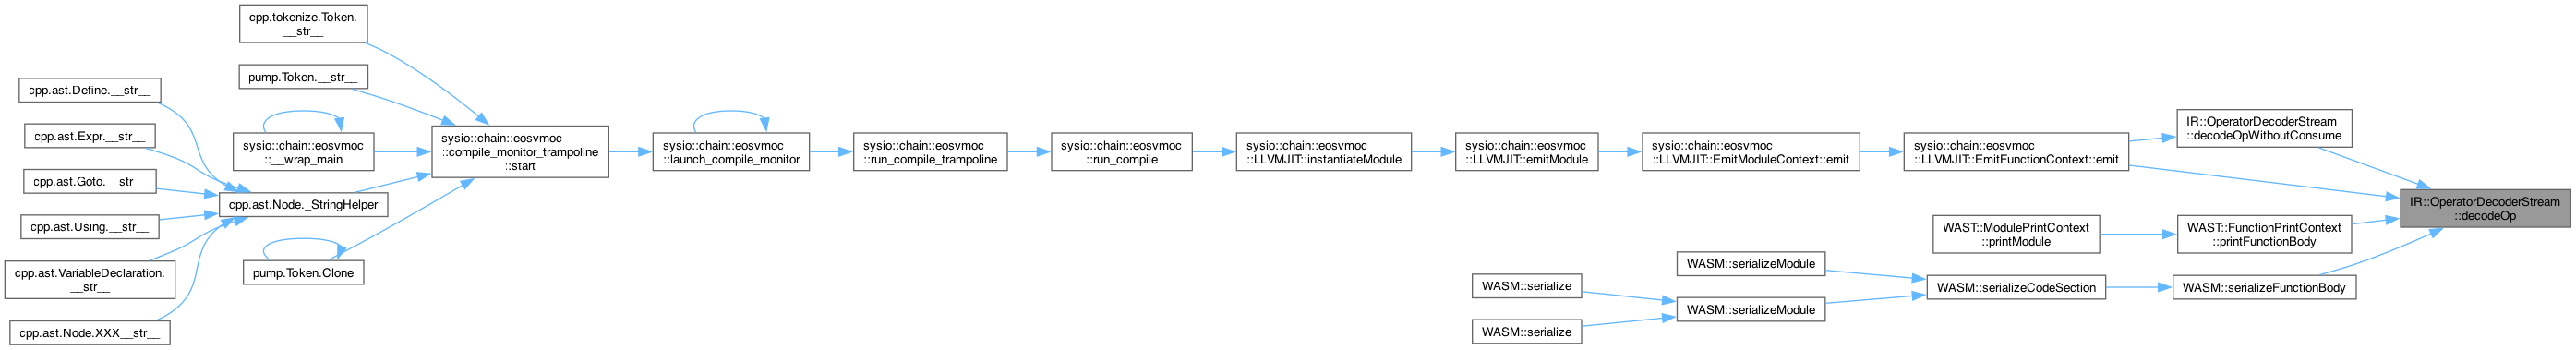 cpp.tokenize.Token.
__str__
pump.Token.__str__
cpp.ast.Define.__str__
cpp.ast.Expr.__str__
sysio::chain::eosvmoc
::__wrap_main
cpp.ast.Goto.__str__
cpp.ast.Node._StringHelper
cpp.ast.Using.__str__
cpp.ast.VariableDeclaration.
__str__
pump.Token.Clone
cpp.ast.Node.XXX__str__
sysio::chain::eosvmoc
::compile_monitor_trampoline
::start
sysio::chain::eosvmoc
::launch_compile_monitor
sysio::chain::eosvmoc
::run_compile_trampoline
sysio::chain::eosvmoc
::run_compile
sysio::chain::eosvmoc
::LLVMJIT::instantiateModule
sysio::chain::eosvmoc
::LLVMJIT::emitModule
sysio::chain::eosvmoc
::LLVMJIT::EmitModuleContext::emit
sysio::chain::eosvmoc
::LLVMJIT::EmitFunctionContext::emit
IR::OperatorDecoderStream
::decodeOpWithoutConsume
IR::OperatorDecoderStream
::decodeOp
WAST::ModulePrintContext
::printModule
WAST::FunctionPrintContext
::printFunctionBody
WASM::serializeModule
WASM::serialize
WASM::serializeCodeSection
WASM::serializeFunctionBody
WASM::serializeModule
WASM::serialize